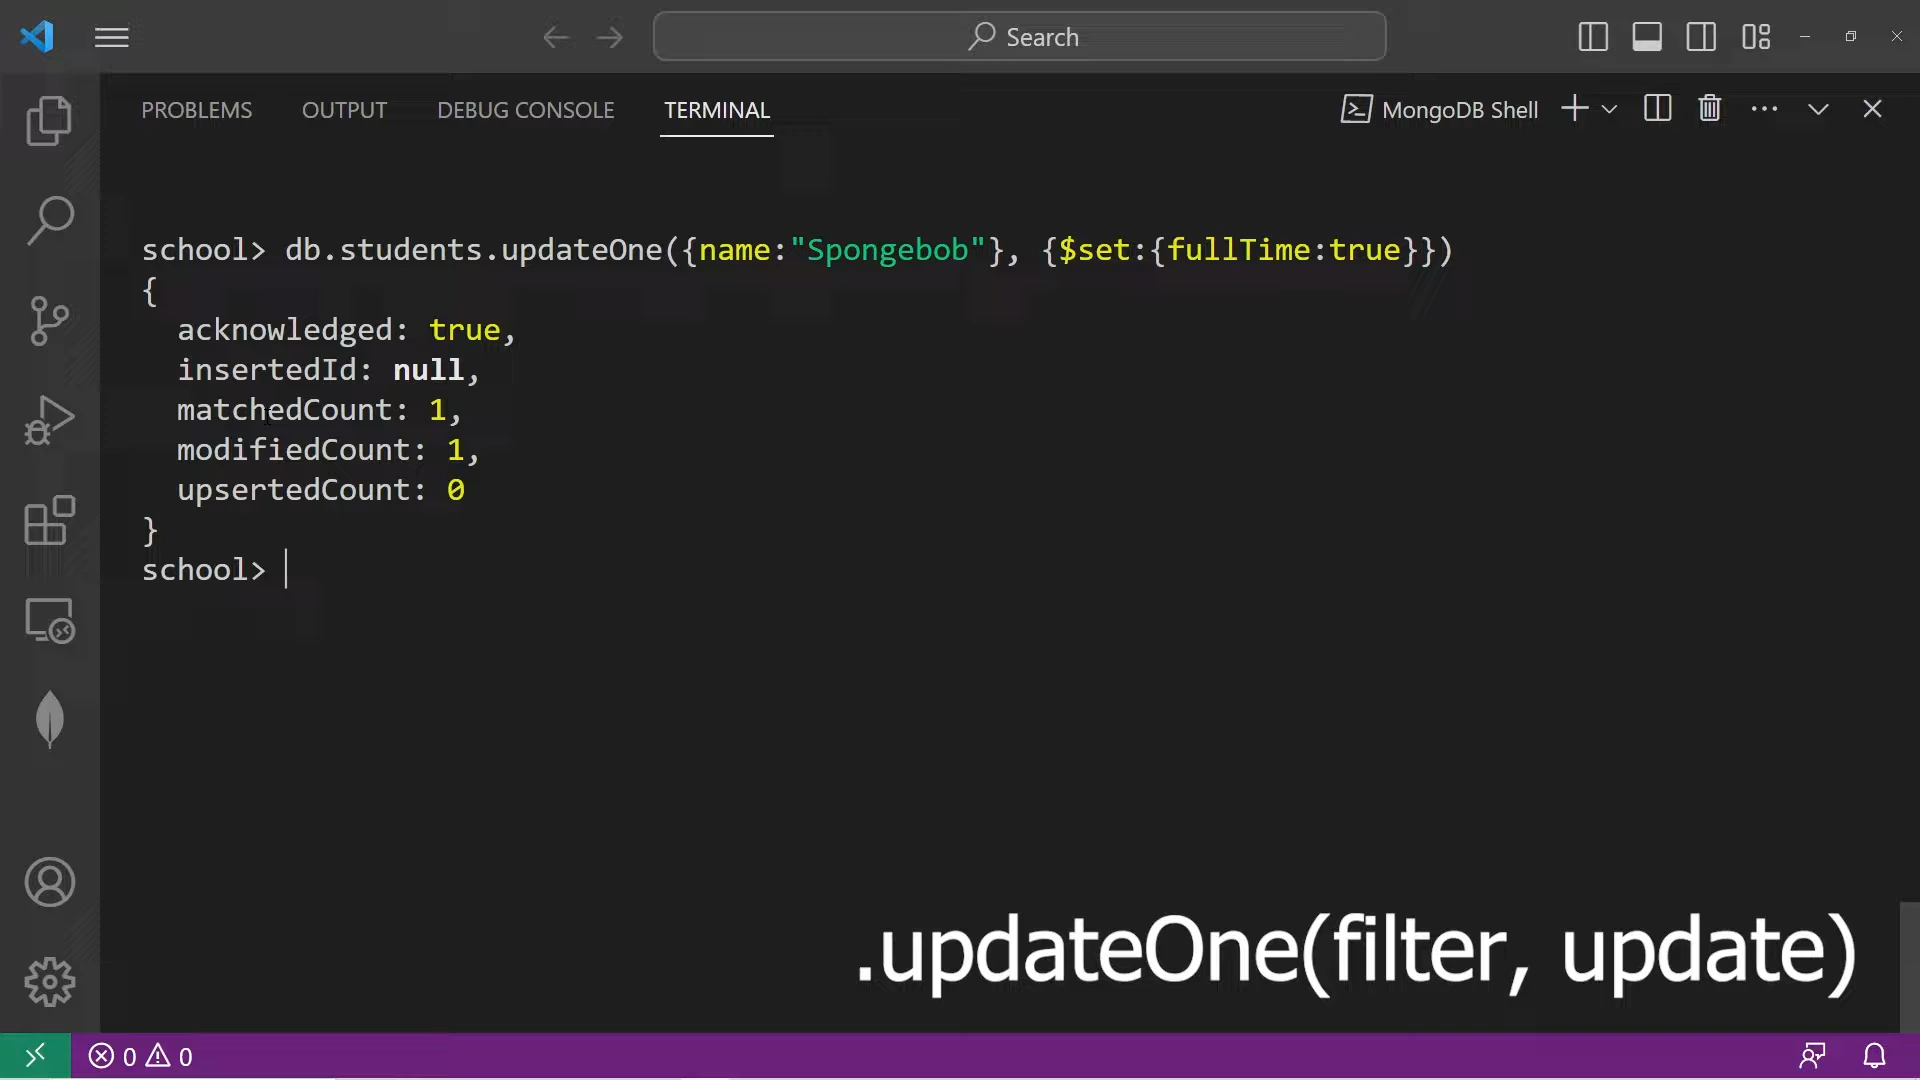 Search
PROBLEMS OUTPUT DEBUG CONSOLE TERMINAL MongoDB Shell
school> db.students.updateOne({name:"Spongebob"}, {$set:{fullTime:true}})
{
  acknowledged: true,
  insertedId: null,
  matchedCount: 1,
  modifiedCount: 1,
  upsertedCount: 0
}
school>
.updateOne(filter, update)
0 0